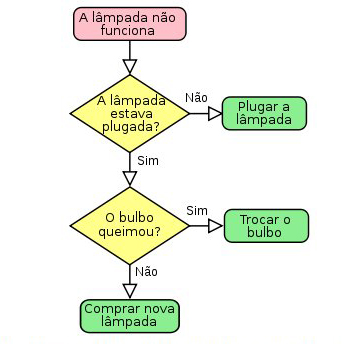 A lâmpada não
funciona
A lâmpada
estava
plugada?
Não
Plugar a
lâmpada
Sim
O bulbo
queimou?
Sim
Trocar o
bulbo
Não
Comprar nova
lâmpada